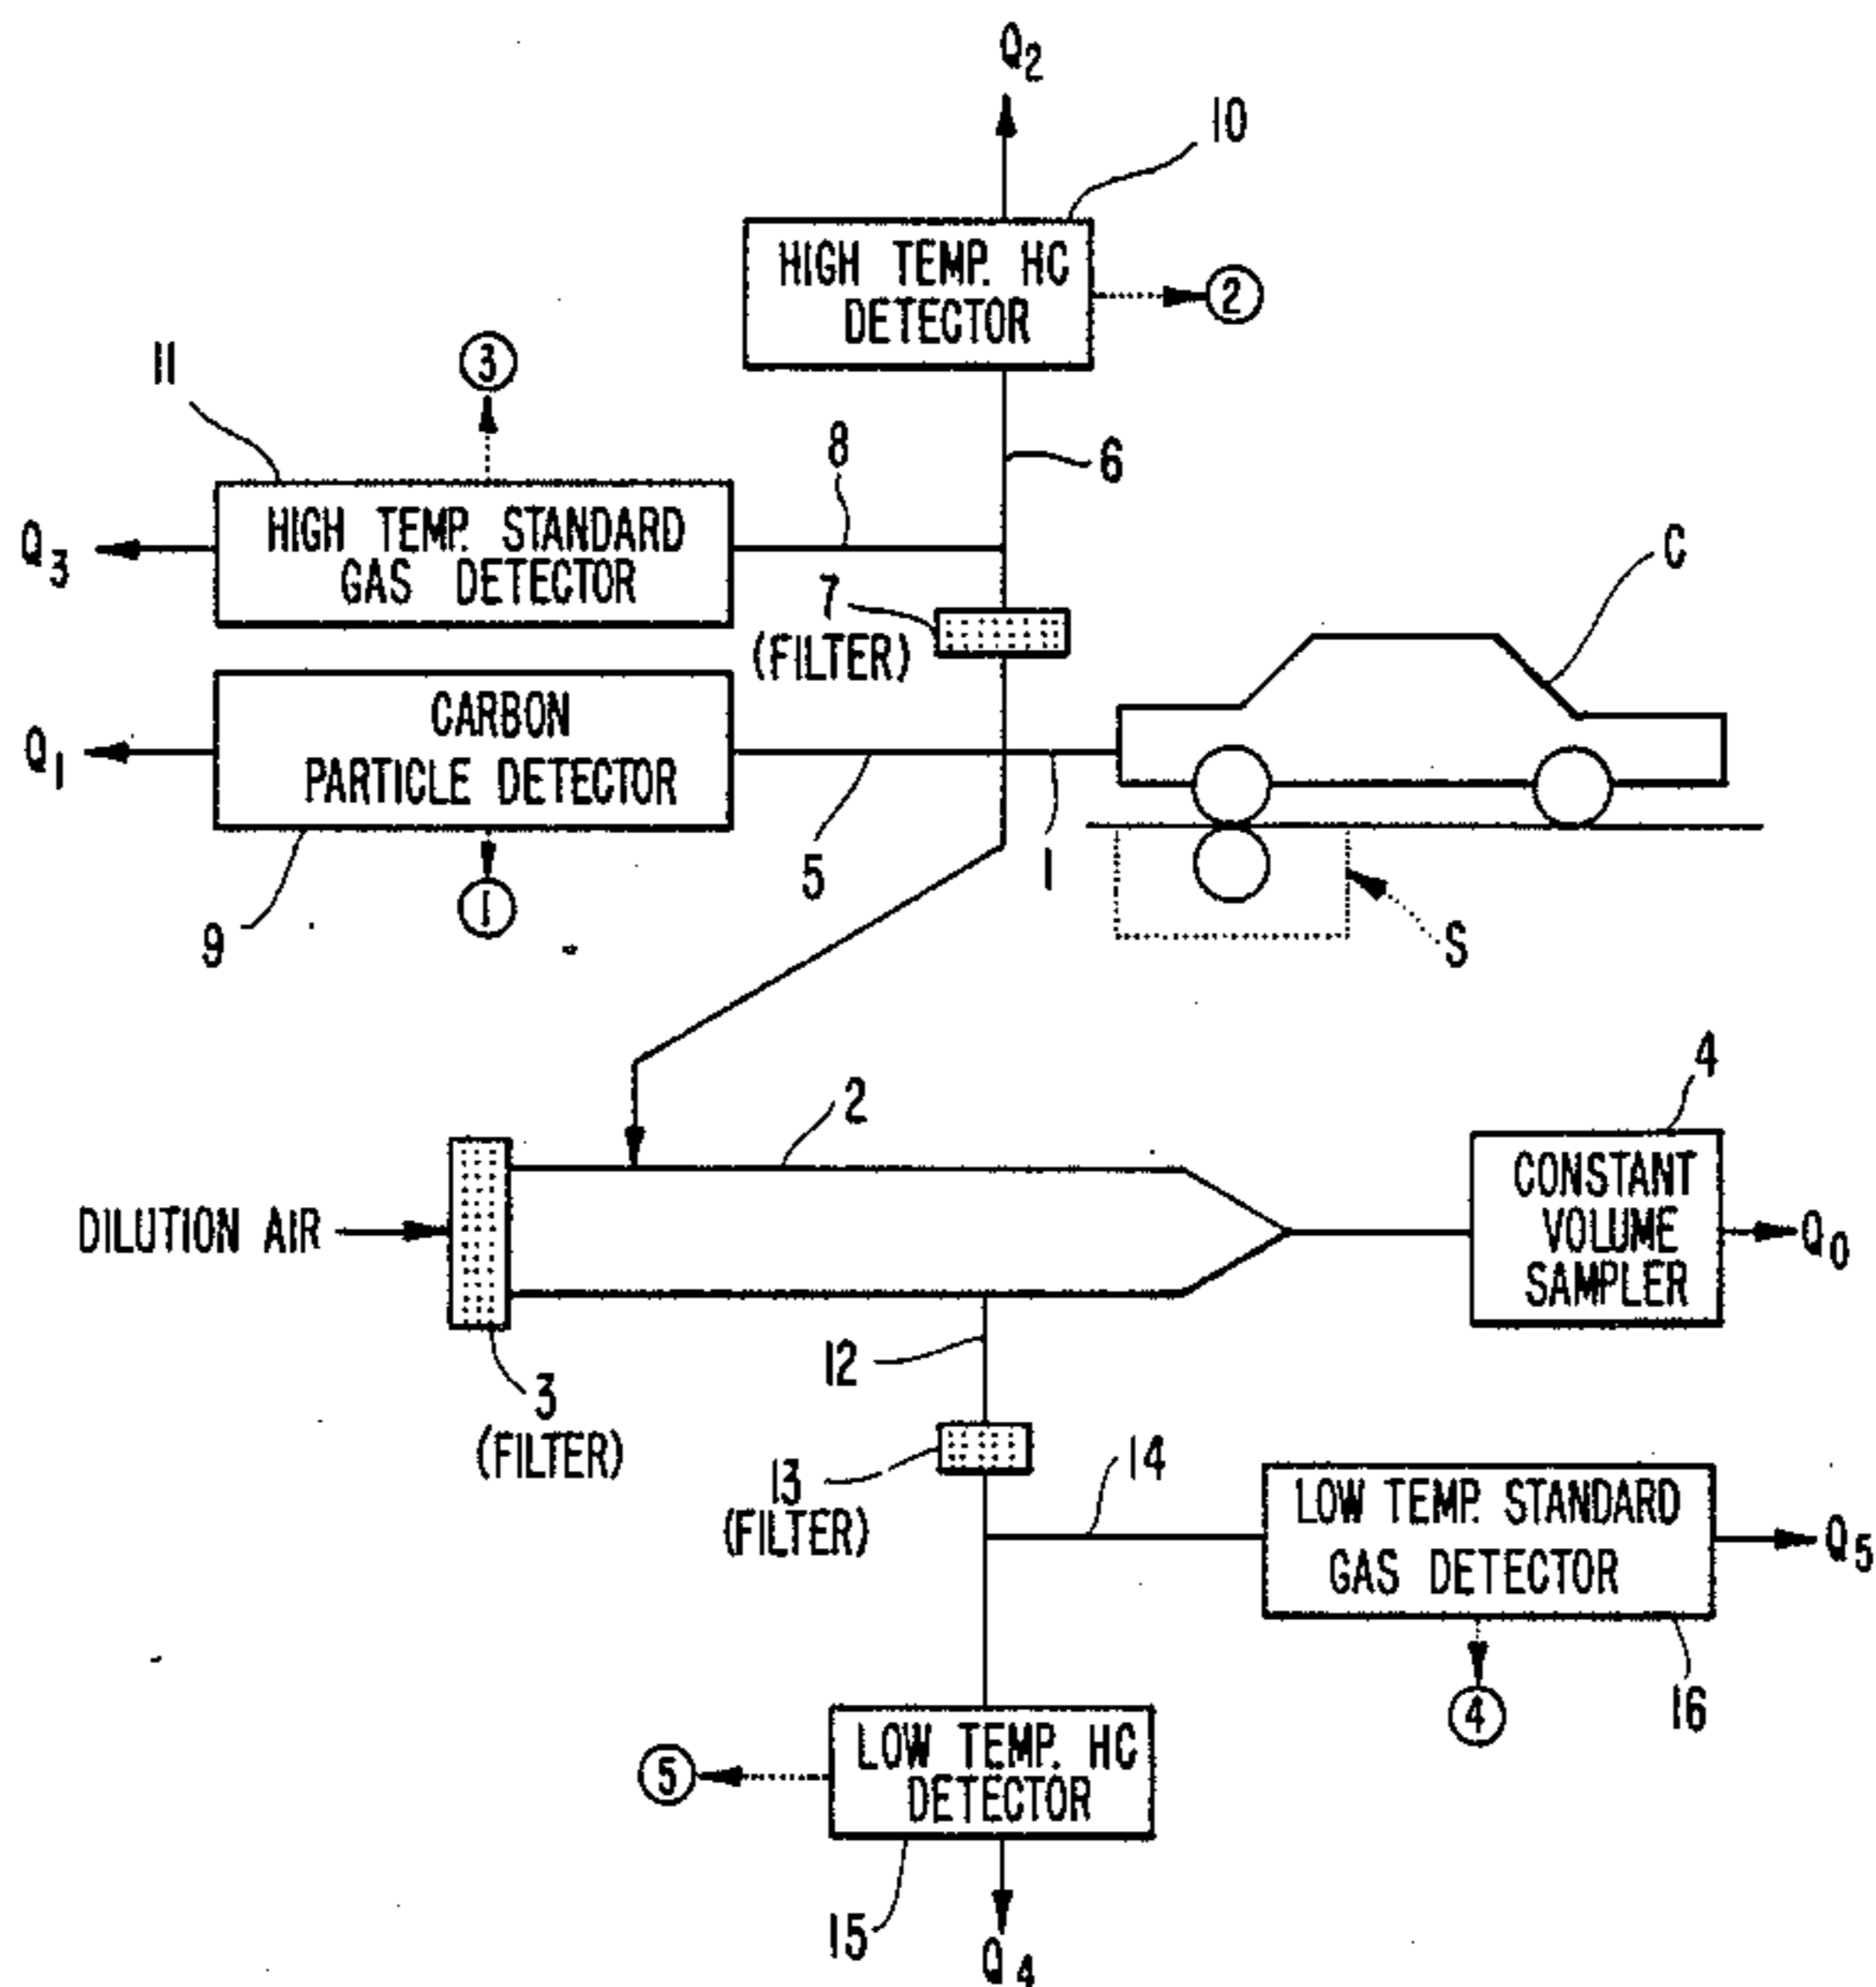 Q2
10
HIGH TEMP. HC
DETECTOR
2
11
3
8
6
HIGH TEMP. STANDARD
GAS DETECTOR
Q3
7
(FILTER)
C
CARBON
PARTICLE DETECTOR
Q1
5
1
9
1
S
4
2
CONSTANT
VOLUME
SAMPLER
DILUTION AIR
Q0
12
3
(FILTER)
13
(FILTER)
14
LOW TEMP. STANDARD
GAS DETECTOR
Q5
4
16
LOW TEMP. HC
DETECTOR
5
15
Q4